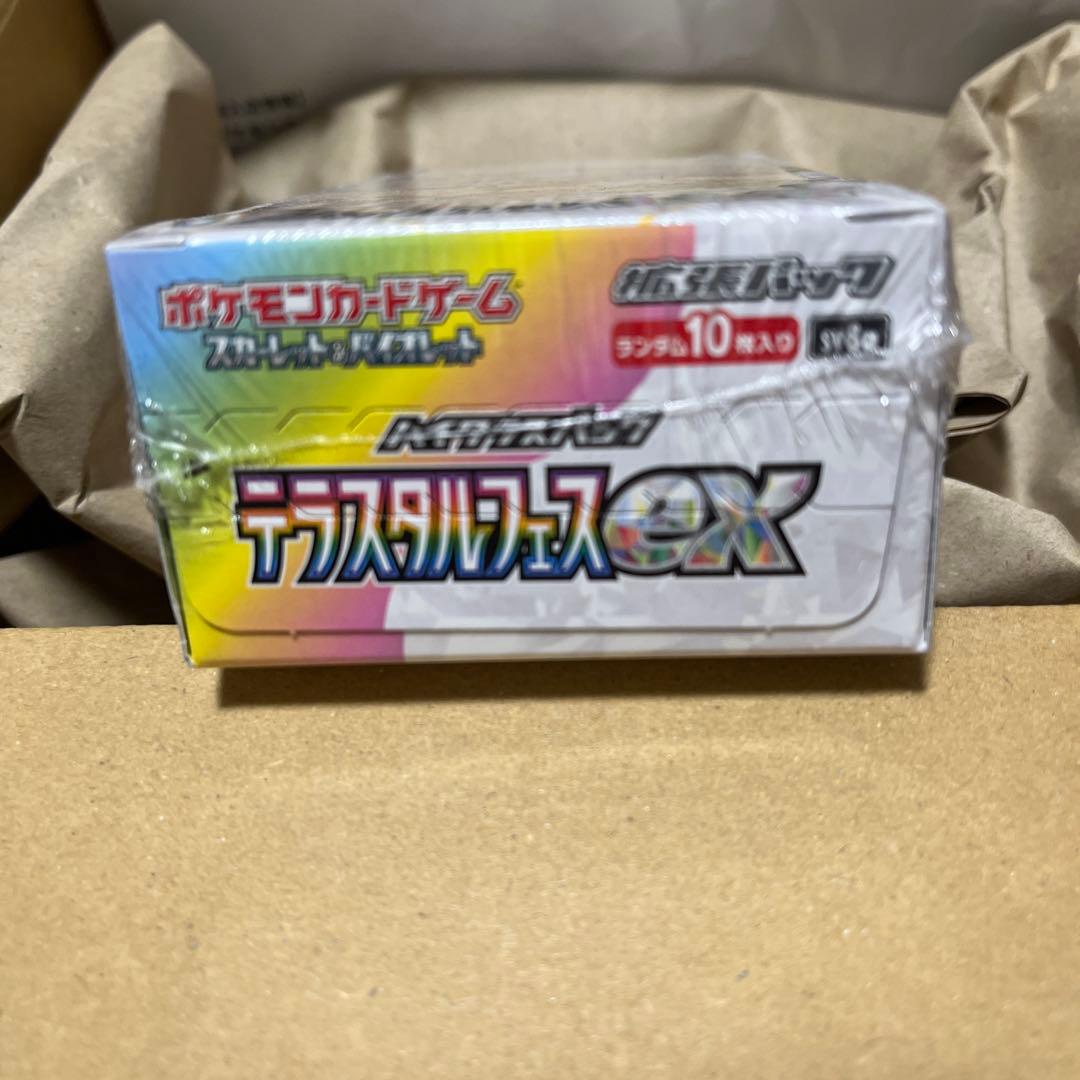 ポケモンカードゲーム
スカーレット&バイオレット
拡張パック
ランダム10枚入り
SV8a
ハイクラスパック
テラスタルフェスex